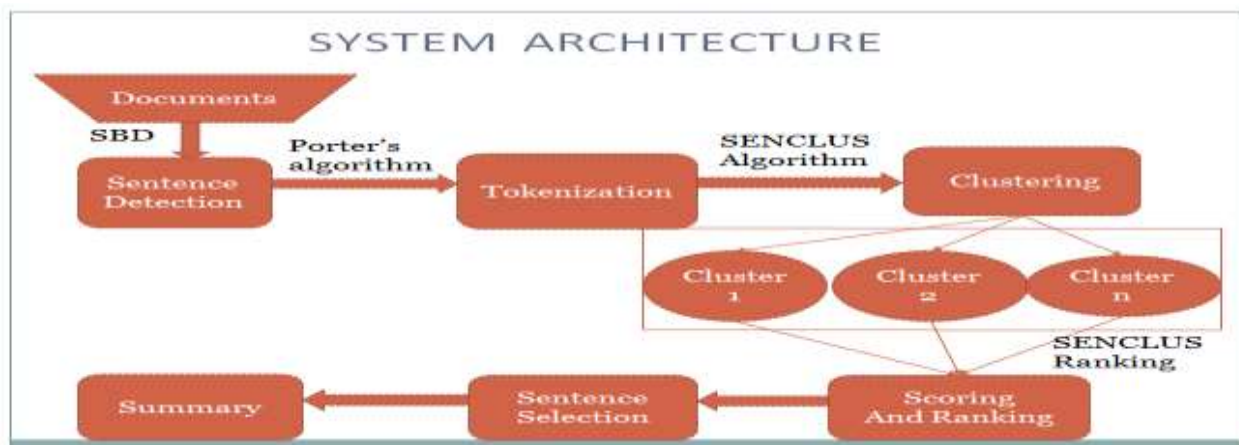 SYSTEM ARCHITECTURE
Documents
SBD
Sentence
Detection
Porter's
algorithm
Tokenization
SENCLUS
Algorithm
Clustering
Cluster
1
Cluster
2
Cluster
n
SENCLUS
Ranking
Scoring
And Ranking
Sentence
Selection
Summary